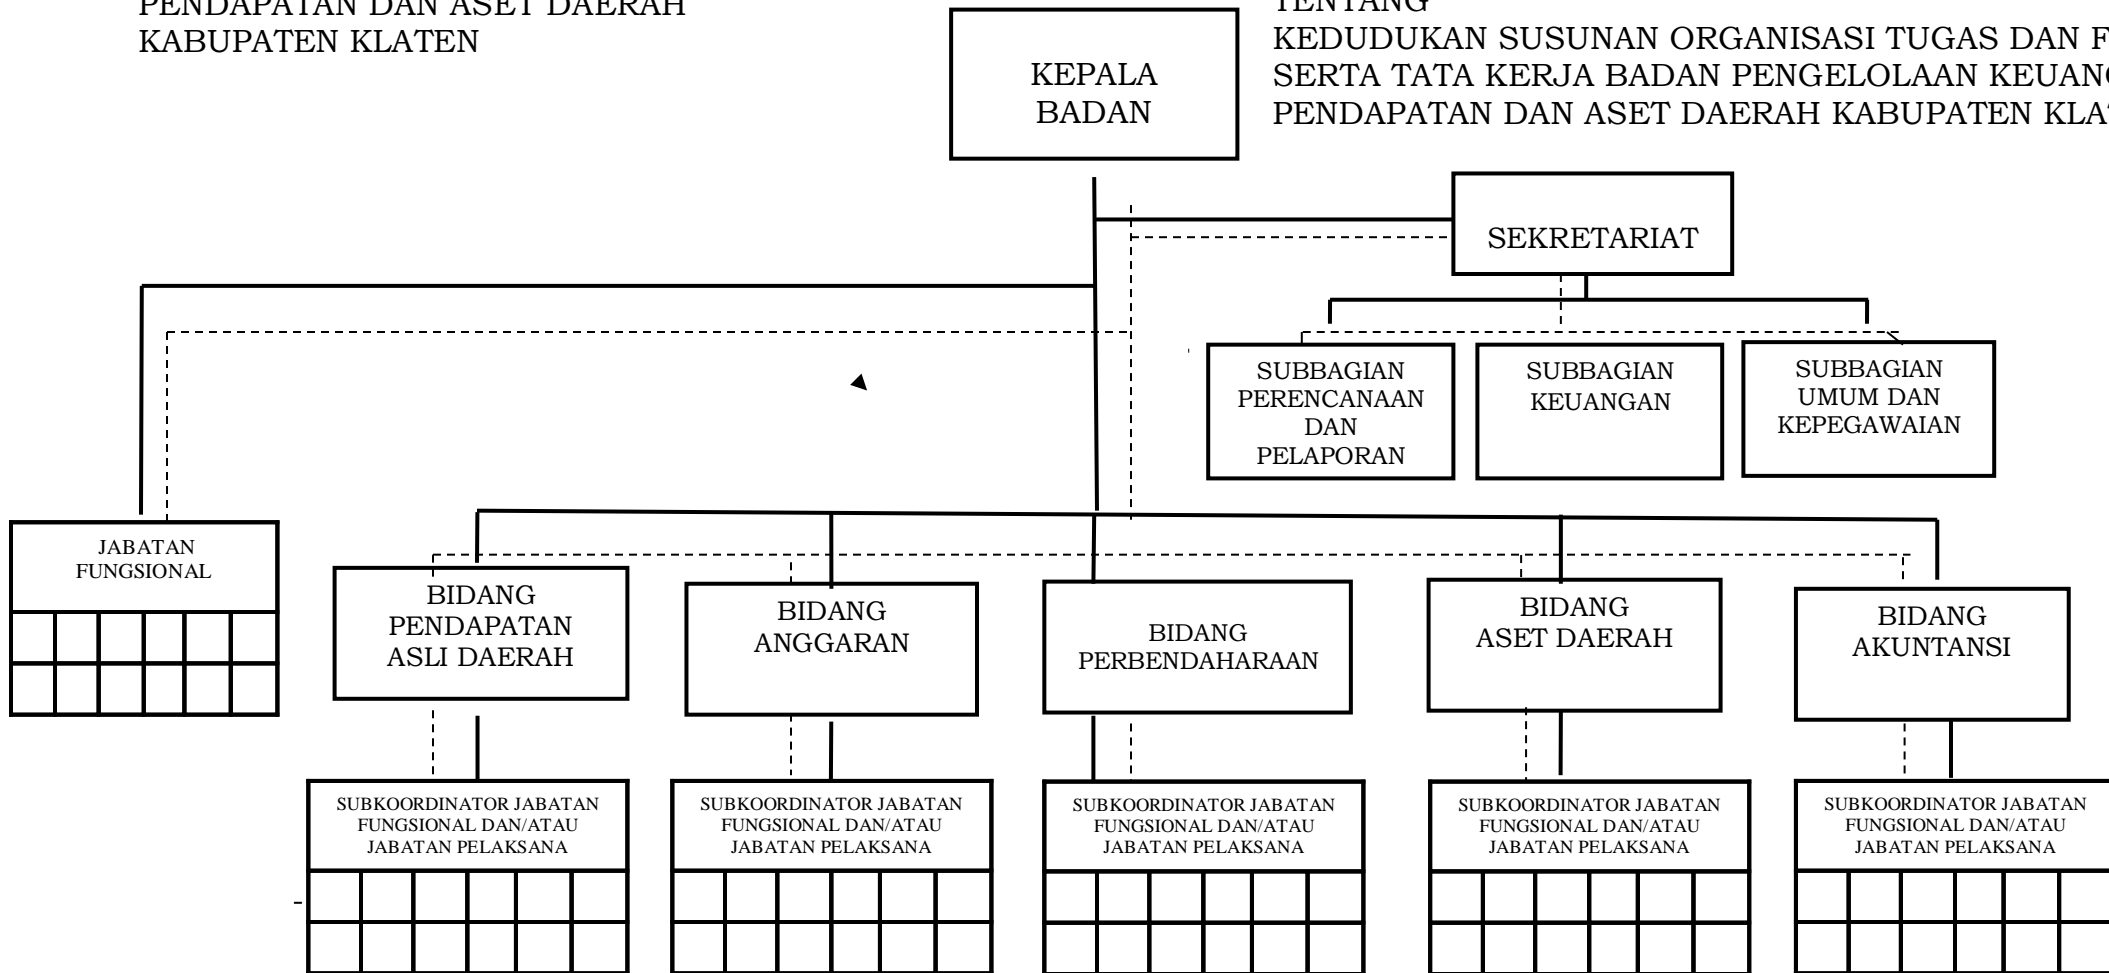 PENDAPATAN DAN ASET DAERAH
KABUPATEN KLATEN
TENTANG
KEDUDUKAN SUSUNAN ORGANISASI TUGAS DAN F
SERTA TATA KERJA BADAN PENGELOLAAN KEUANG
PENDAPATAN DAN ASET DAERAH KABUPATEN KLAT
KEPALA
BADAN
SEKRETARIAT
SUBBAGIAN
PERENCANAAN
DAN
PELAPORAN
SUBBAGIAN
KEUANGAN
SUBBAGIAN
UMUM DAN
KEPEGAWAIAN
JABATAN
FUNGSIONAL
BIDANG
PENDAPATAN
ASLI DAERAH
BIDANG
ANGGARAN
BIDANG
PERBENDAHARAAN
BIDANG
ASET DAERAH
BIDANG
AKUNTANSI
SUBKOORDINATOR JABATAN
FUNGSIONAL DAN/ATAU
JABATAN PELAKSANA
SUBKOORDINATOR JABATAN
FUNGSIONAL DAN/ATAU
JABATAN PELAKSANA
SUBKOORDINATOR JABATAN
FUNGSIONAL DAN/ATAU
JABATAN PELAKSANA
SUBKOORDINATOR JABATAN
FUNGSIONAL DAN/ATAU
JABATAN PELAKSANA
SUBKOORDINATOR JABATAN
FUNGSIONAL DAN/ATAU
JABATAN PELAKSANA